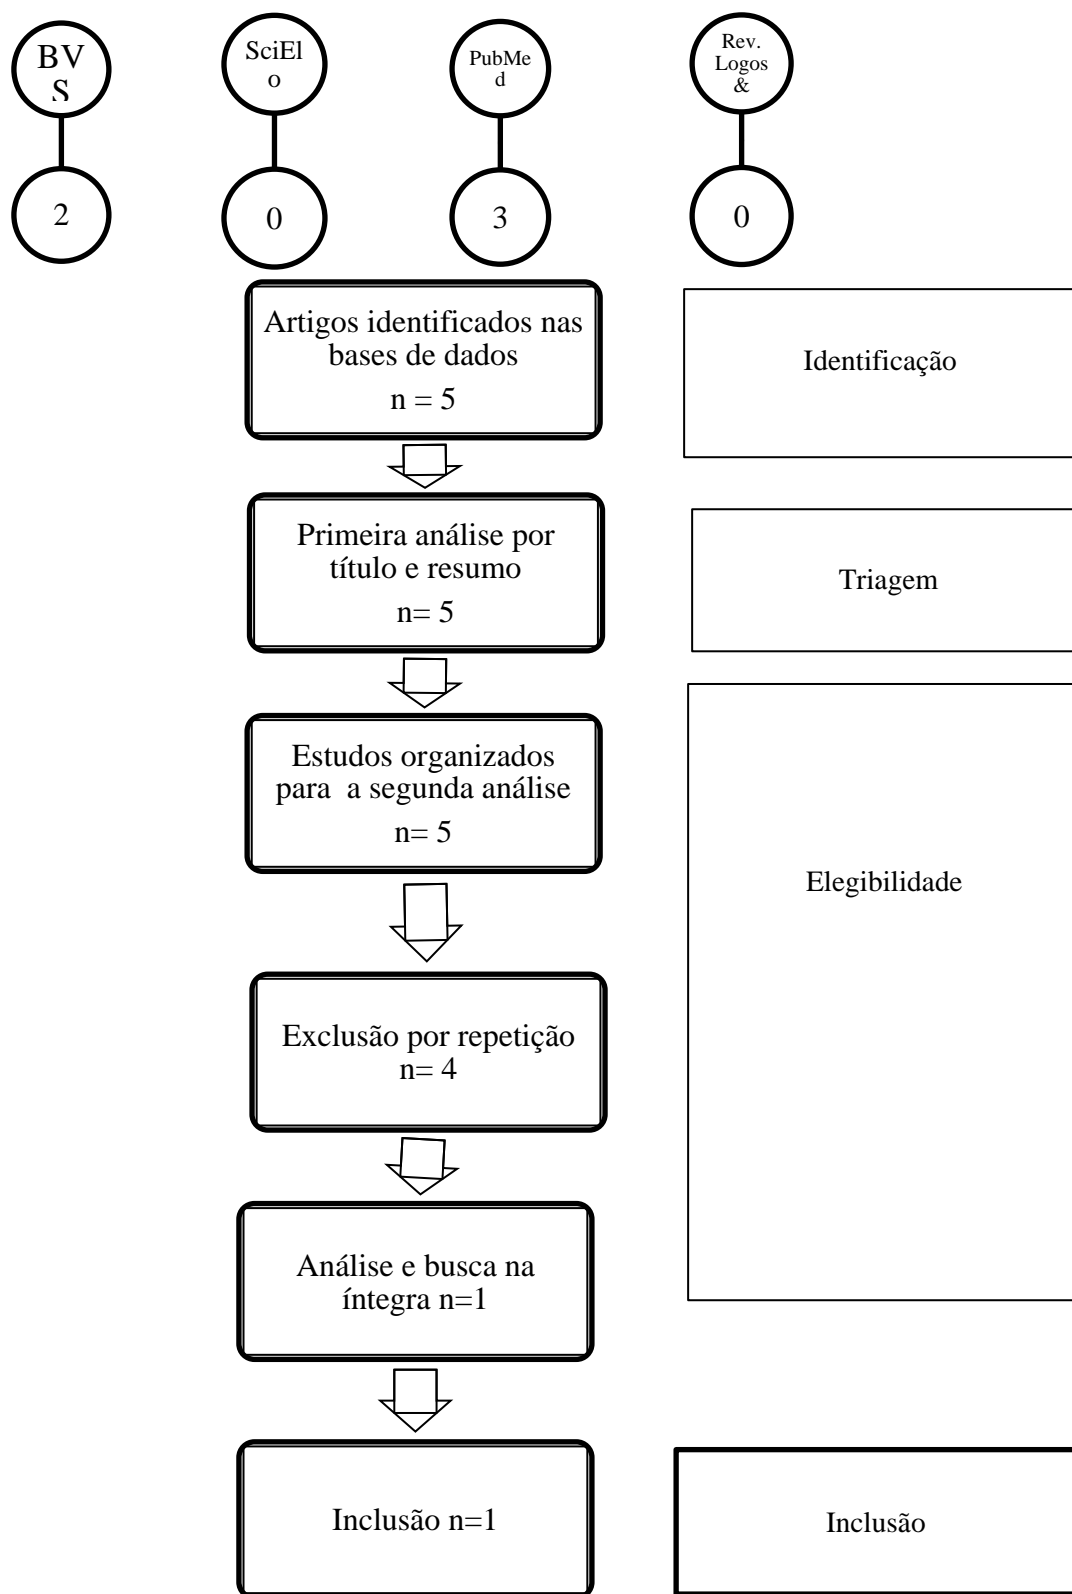 BV
S
SciEl
o
PubMe
d
Rev.
Logos
&
2
0
3
0
Artigos identificados nas
bases de dados
n = 5
Identificação
Primeira análise por
título e resumo
n= 5
Triagem
Estudos organizados
para  a segunda análise
n= 5
Elegibilidade
Exclusão por repetição
n= 4
Análise e busca na
íntegra n=1
Inclusão n=1
Inclusão